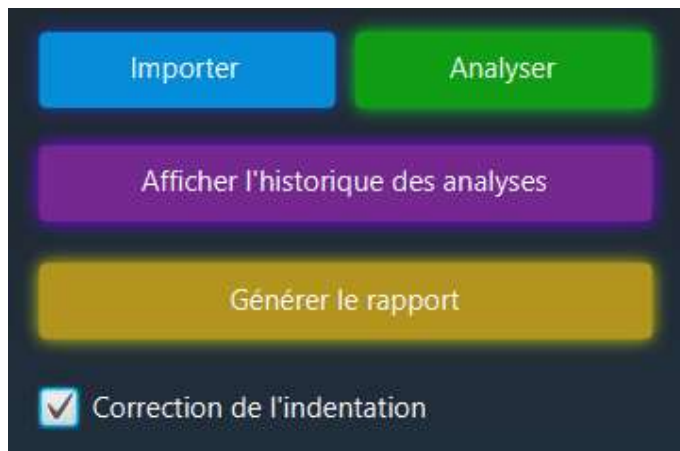 Importer
Analyser
Afficher l'historique des analyses
Générer le rapport
Correction de l'indentation